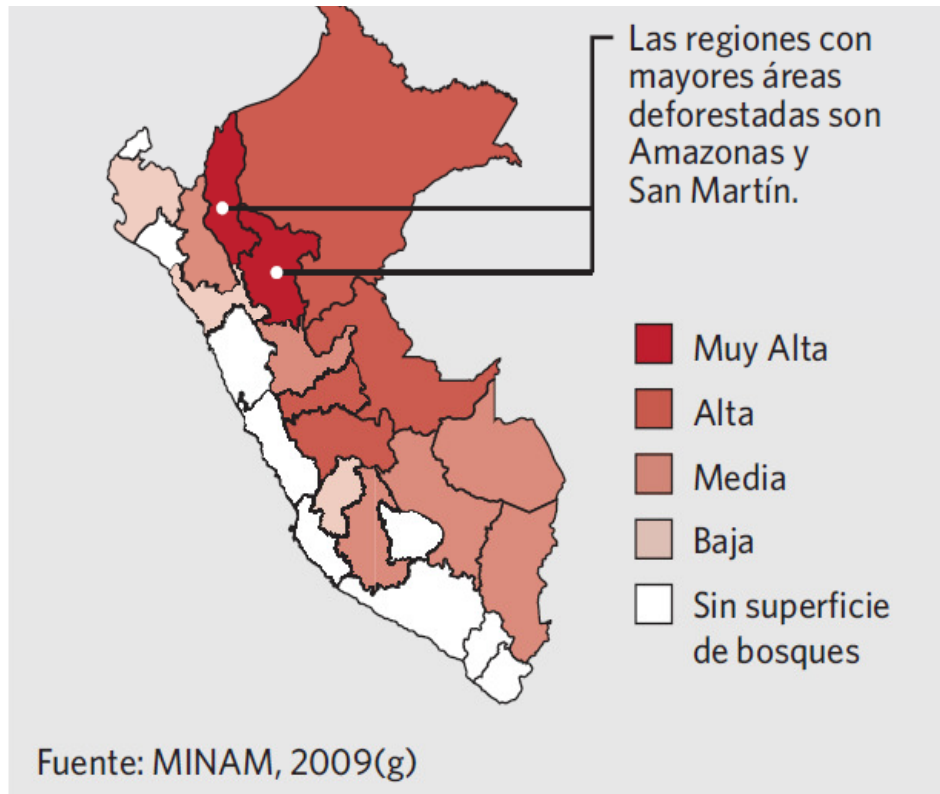 Las regiones con
mayores áreas
deforestadas son
Amazonas y
San Martín.
Muy Alta
Alta
Media
Baja
Sin superficie
de bosques
Fuente: MINAM, 2009(g)